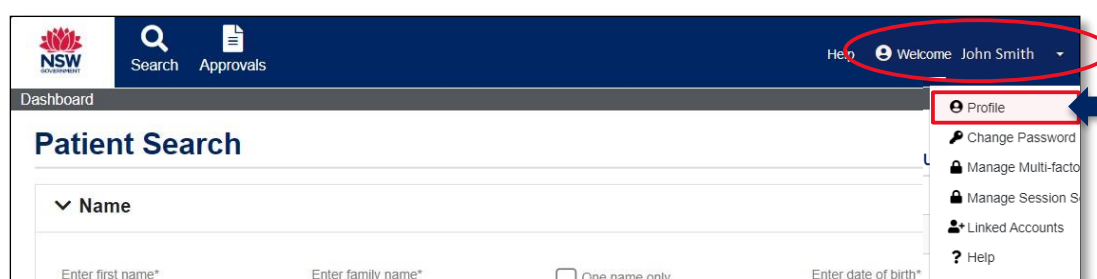 NSW
GOVERNMENT
Search
Approvals
Help
Welcome John Smith
Dashboard
Profile
Change Password
Manage Multi-facto
Manage Session S
Linked Accounts
? Help
Patient Search
Name
Enter first name*
Enter family name*
One name only
Enter date of birth*